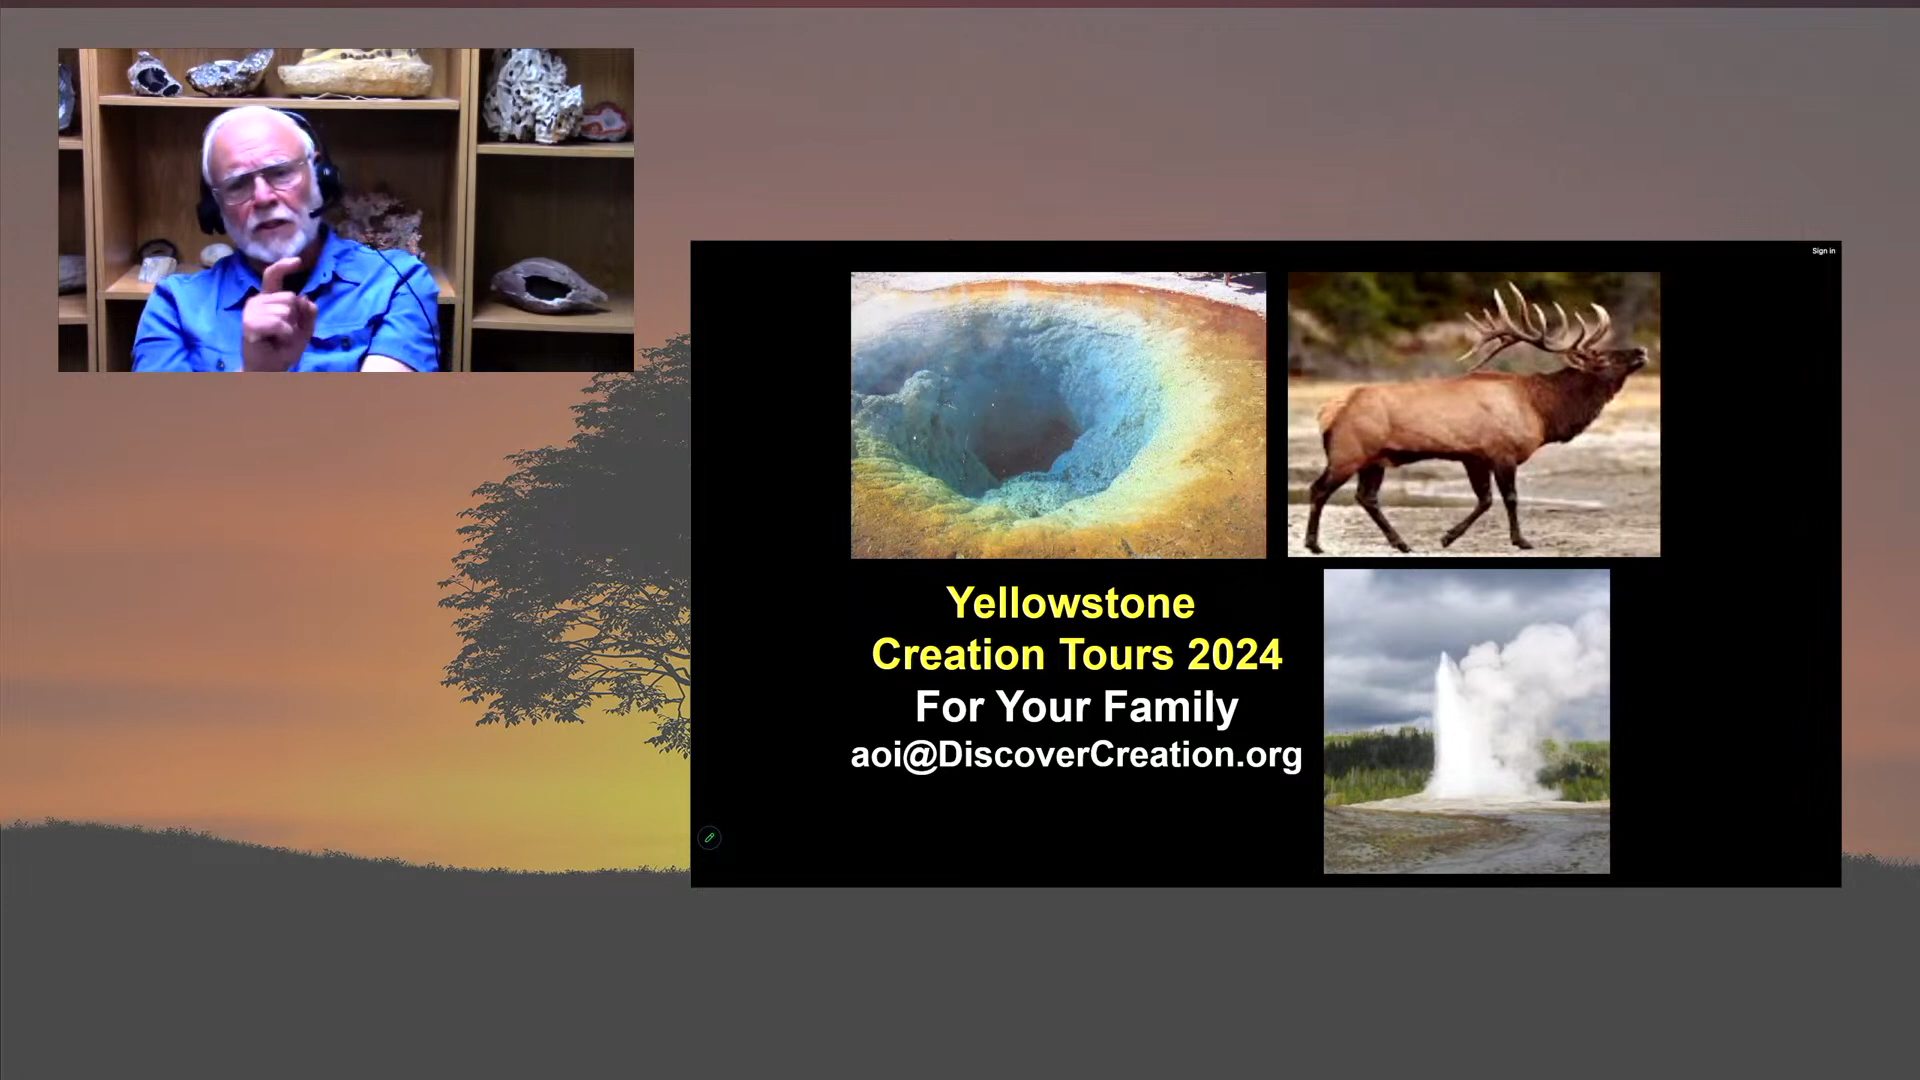 Sign in
Yellowstone
Creation Tours 2024
For Your Family
aoi@DiscoverCreation.org